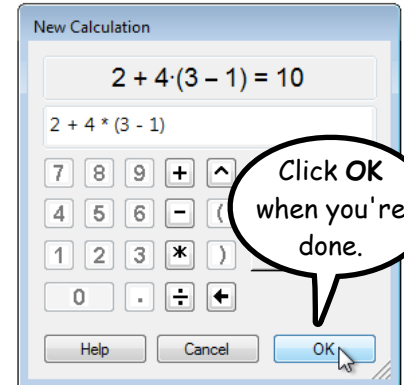 New Calculation
2 + 4·(3 – 1) = 10
2 + 4 * (3 - 1)
7 8 9 + ^
4 5 6 - (
1 2 3 * )
0 . ÷ ←
Click OK
when you're
done.
Help Cancel OK